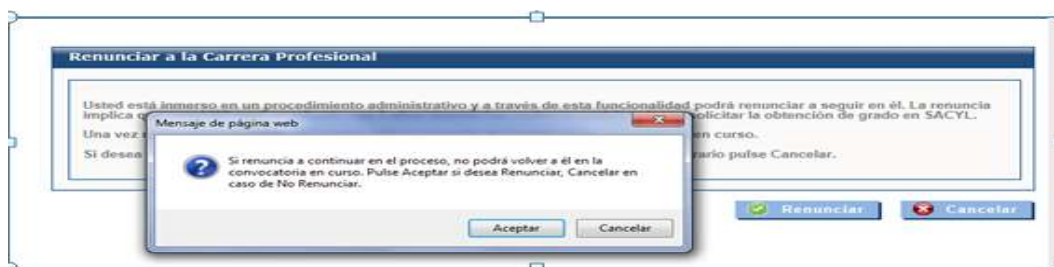 Renunciar a la Carrera Profesional
Usted está inmerso en un procedimiento administrativo y a través de esta funcionalidad podrá renunciar a seguir en él. La renuncia
implica q olicitar la obtención de grado en SACYL.
Una vez en curso.
Si desea rario pulse Cancelar.
Mensaje de página web
Si renuncia a continuar en el proceso, no podrá volver a él en la
convocatoria en curso. Pulse Aceptar si desea Renunciar, Cancelar en
caso de No Renunciar.
Aceptar Cancelar
Renunciar Cancelar